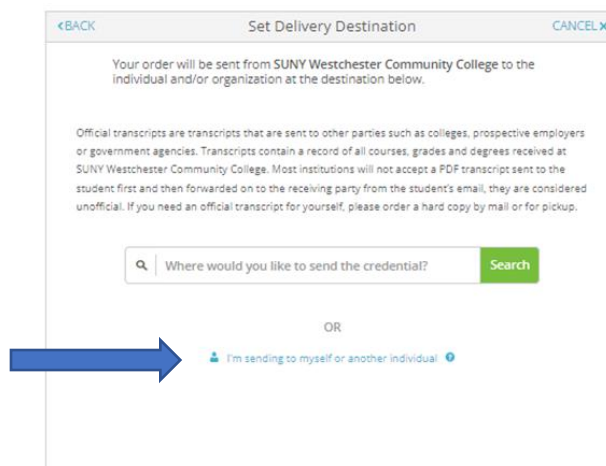 <BACK Set Delivery Destination CANCEL x
Your order will be sent from SUNY Westchester Community College to the
individual and/or organization at the destination below.
Official transcripts are transcripts that are sent to other parties such as colleges, prospective employers
or government agencies. Transcripts contain a record of all courses, grades and degrees received at
SUNY Westchester Community College. Most institutions will not accept a PDF transcript sent to the
student first and then forwarded on to the receiving party from the student's email, they are considered
unofficial. If you need an official transcript for yourself, please order a hard copy by mail or for pickup.
Where would you like to send the credential? Search
OR
I'm sending to myself or another individual ?